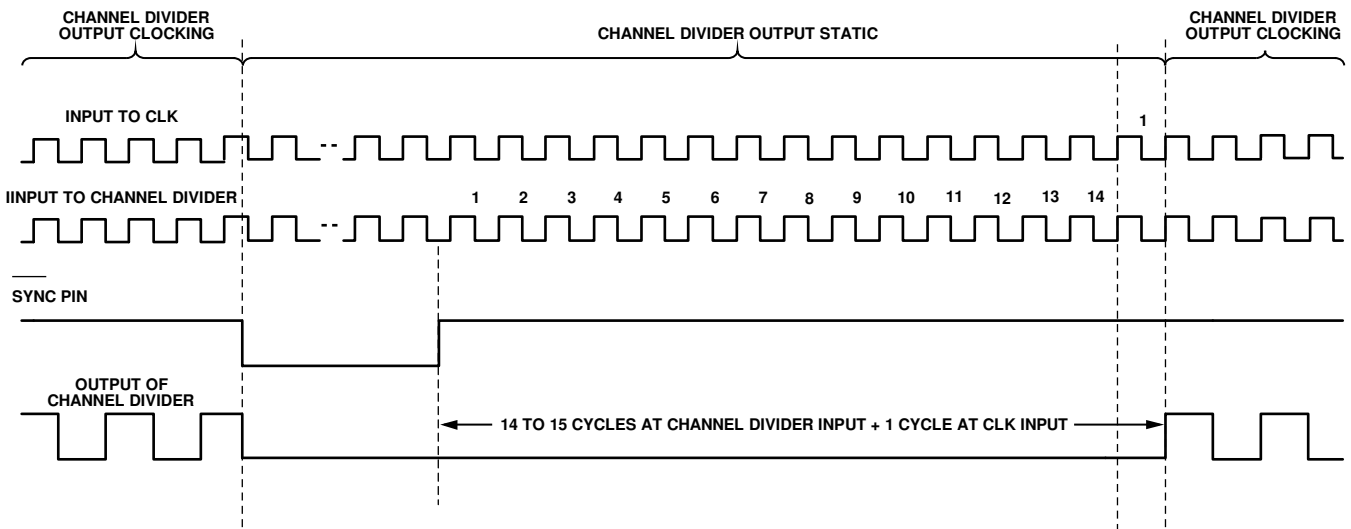 CHANNEL DIVIDER
OUTPUT CLOCKING
CHANNEL DIVIDER OUTPUT STATIC
CHANNEL DIVIDER
OUTPUT CLOCKING
INPUT TO CLK
1
IINPUT TO CHANNEL DIVIDER
1 2 3 4 5 6 7 8 9 10 11 12 13 14
SYNC PIN
OUTPUT OF
CHANNEL DIVIDER
14 TO 15 CYCLES AT CHANNEL DIVIDER INPUT + 1 CYCLE AT CLK INPUT